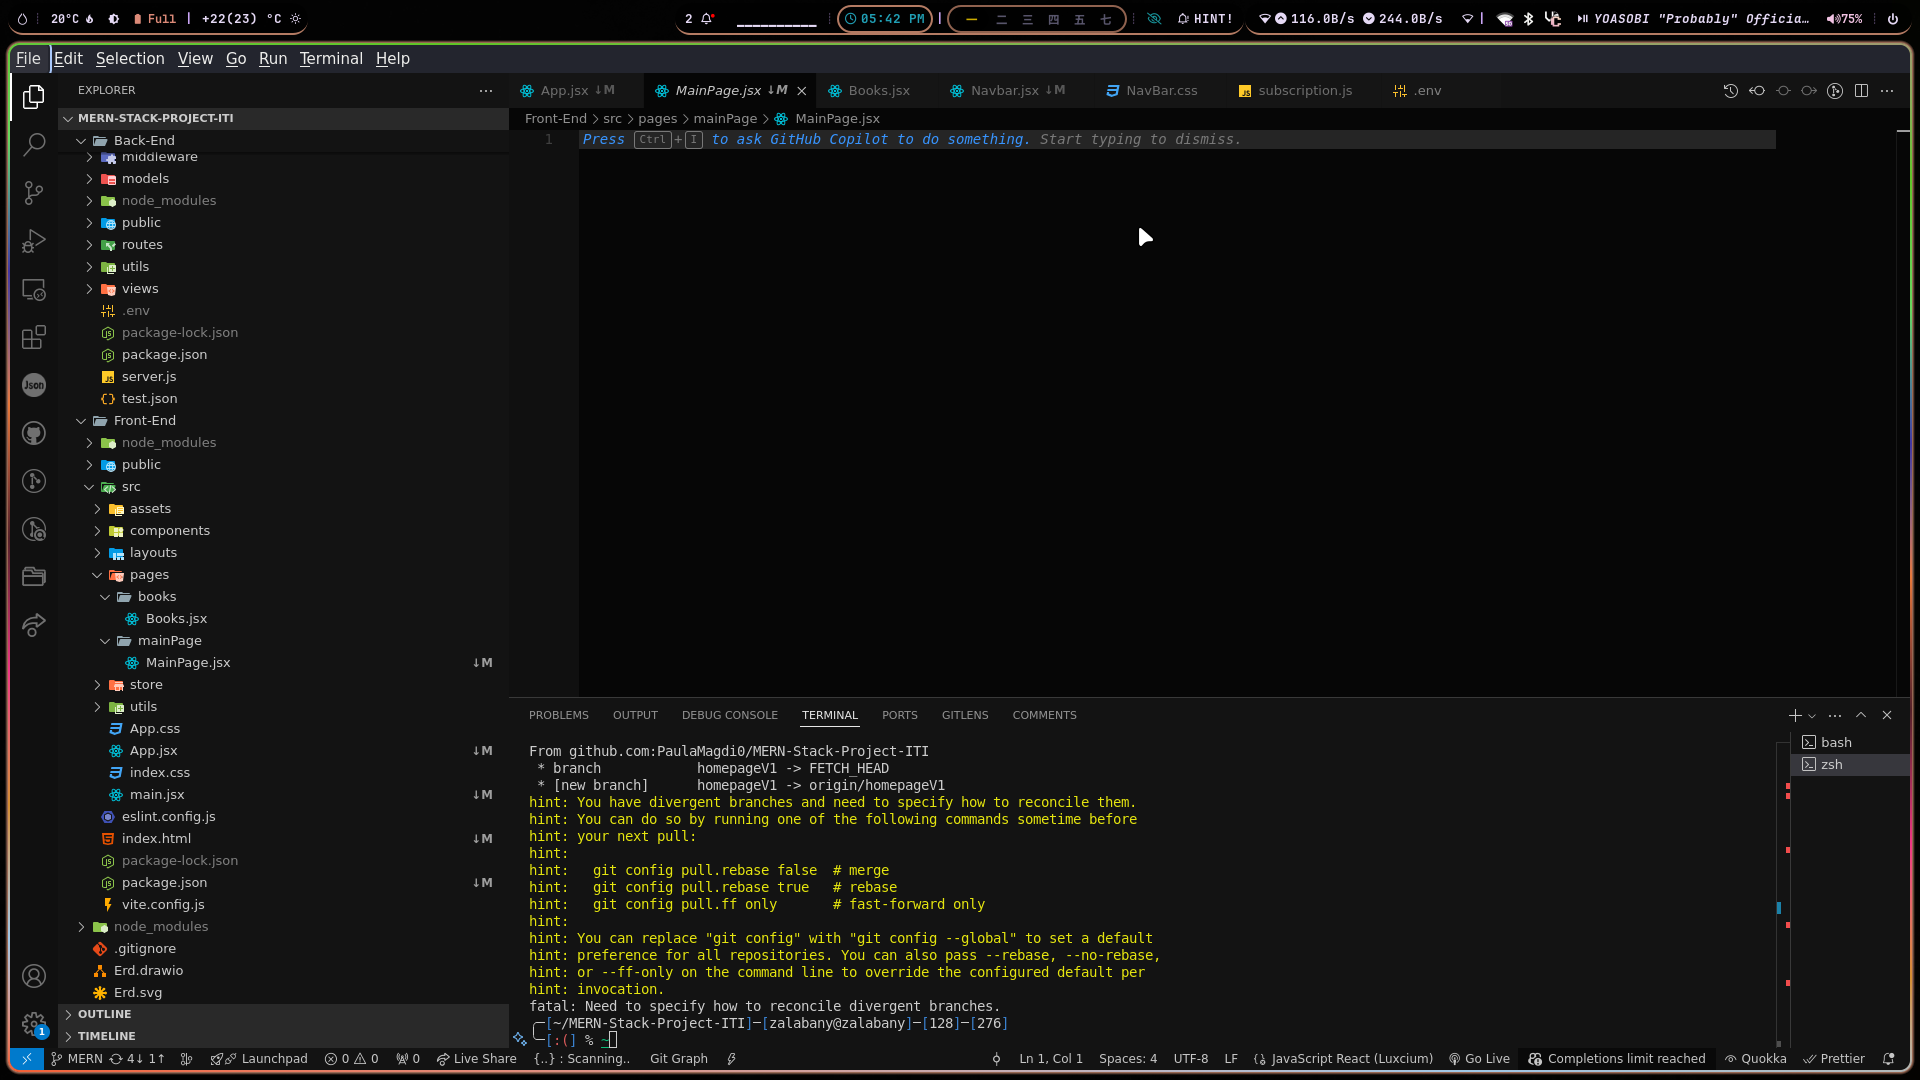 20°C
Full | +22(23) °C
2
05:42 PM
一 二 三 四 五 七
HINT!
116.0B/s 244.0B/s
YOASOBI "Probably" Officia…
75%
File Edit Selection View Go Run Terminal Help
EXPLORER
MERN-STACK-PROJECT-ITI
Back-End
middleware
models
node_modules
public
routes
utils
views
.env
package-lock.json
package.json
server.js
test.json
Front-End
node_modules
public
src
assets
components
layouts
pages
books
Books.jsx
mainPage
MainPage.jsx ↓M
store
utils
App.css
App.jsx ↓M
index.css
main.jsx ↓M
eslint.config.js
index.html ↓M
package-lock.json
package.json ↓M
vite.config.js
node_modules
.gitignore
Erd.drawio
Erd.svg
OUTLINE
TIMELINE
Json
1
App.jsx ↓M MainPage.jsx ↓M Books.jsx Navbar.jsx ↓M NavBar.css subscription.js .env
Front-End > src > pages > mainPage > MainPage.jsx
1 Press Ctrl+I to ask GitHub Copilot to do something. Start typing to dismiss.
PROBLEMS OUTPUT DEBUG CONSOLE TERMINAL PORTS GITLENS COMMENTS
bash
zsh
From github.com:PaulaMagdi0/MERN-Stack-Project-ITI
* branch homepageV1 -> FETCH_HEAD
* [new branch] homepageV1 -> origin/homepageV1
hint: You have divergent branches and need to specify how to reconcile them.
hint: You can do so by running one of the following commands sometime before
hint: your next pull:
hint:
hint: git config pull.rebase false # merge
hint: git config pull.rebase true # rebase
hint: git config pull.ff only # fast-forward only
hint:
hint: You can replace "git config" with "git config --global" to set a default
hint: preference for all repositories. You can also pass --rebase, --no-rebase,
hint: or --ff-only on the command line to override the configured default per
hint: invocation.
fatal: Need to specify how to reconcile divergent branches.
╭─[~/MERN-Stack-Project-ITI]─[zalabany@zalabany]─[128]─[276]
╰─[:(] % ~
MERN 4↓ 1↑ Launchpad 0 0 0 Live Share {..} : Scanning.. Git Graph Ln 1, Col 1 Spaces: 4 UTF-8 LF JavaScript React (Luxcium) Go Live Completions limit reached Quokka Prettier